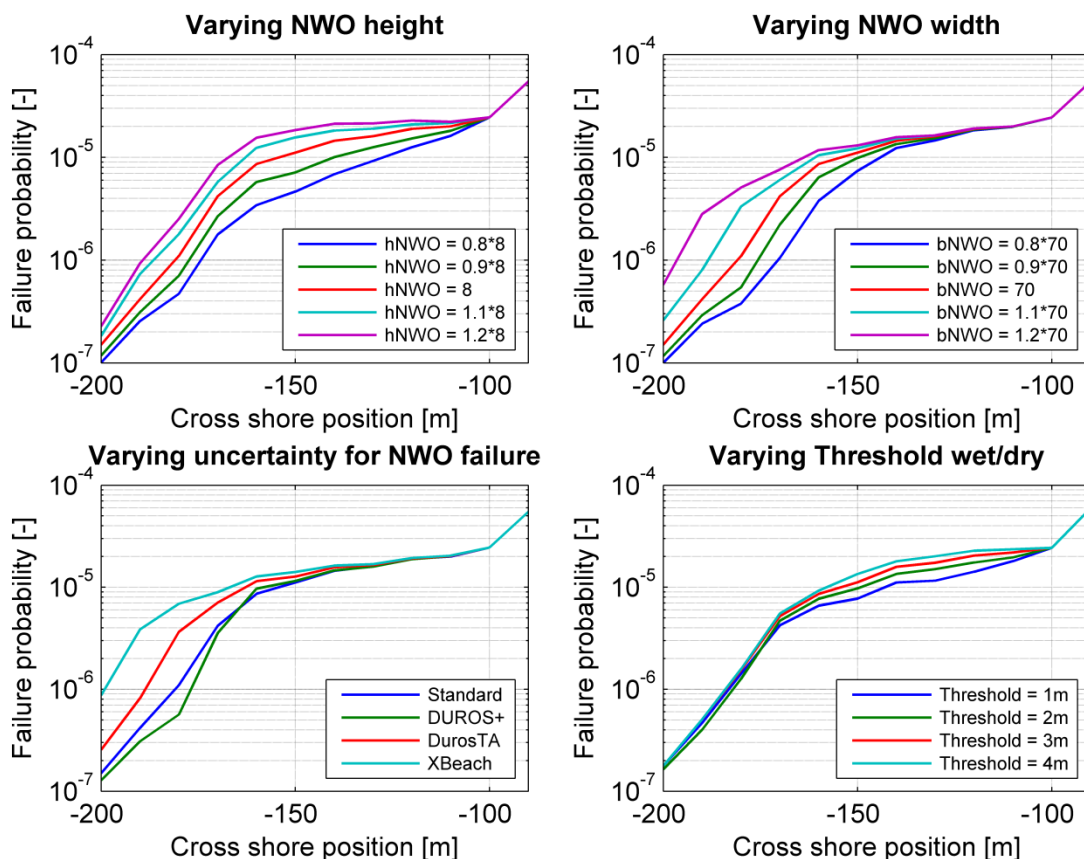 Varying NWO height
Failure probability [-]
10^-4
10^-5
10^-6
10^-7
hNWO = 0.8*8
hNWO = 0.9*8
hNWO = 8
hNWO = 1.1*8
hNWO = 1.2*8
-200
-150
-100
Cross shore position [m]
Varying NWO width
Failure probability [-]
10^-4
10^-5
10^-6
10^-7
bNWO = 0.8*70
bNWO = 0.9*70
bNWO = 70
bNWO = 1.1*70
bNWO = 1.2*70
-200
-150
-100
Cross shore position [m]
Varying uncertainty for NWO failure
Failure probability [-]
10^-4
10^-5
10^-6
10^-7
Standard
DUROS+
DurosTA
XBeach
-200
-150
-100
Cross shore position [m]
Varying Threshold wet/dry
Failure probability [-]
10^-4
10^-5
10^-6
10^-7
Threshold = 1m
Threshold = 2m
Threshold = 3m
Threshold = 4m
-200
-150
-100
Cross shore position [m]